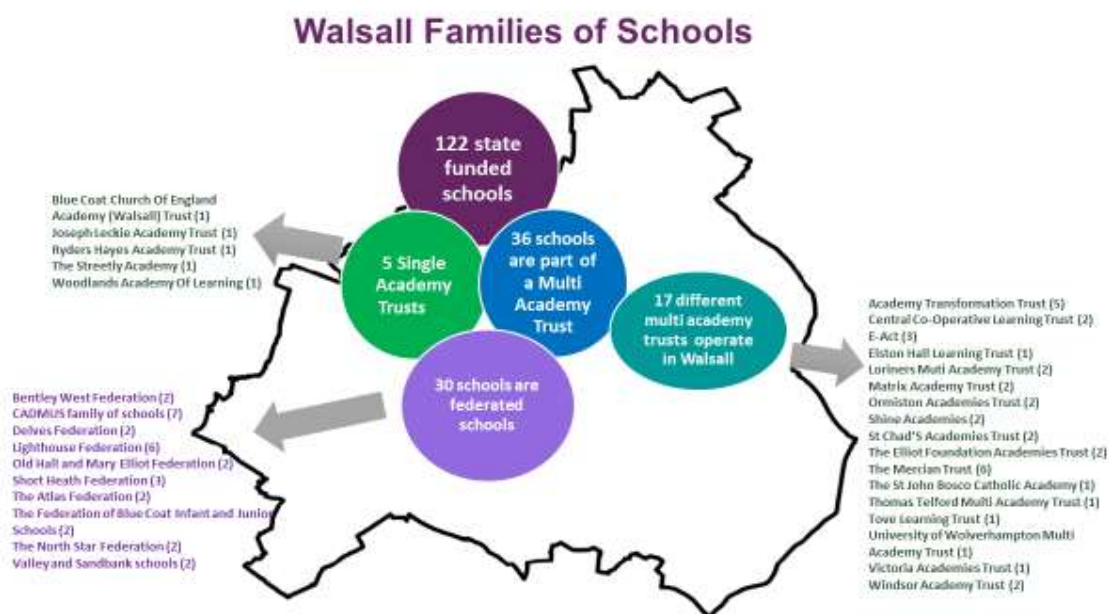 Walsall Families of Schools
122 state
funded
schools
Blue Coat Church Of England
Academy (Walsall) Trust (1)
Joseph Leckie Academy Trust (1)
Ryders Hayes Academy Trust (1)
The Streetly Academy (1)
Woodlands Academy Of Learning (1)
5 Single
Academy
Trusts
36 schools
are part of
a Multi
Academy
Trust
17 different
multi academy
trusts operate
in Walsall
Academy Transformation Trust (5)
Central Co-Operative Learning Trust (2)
E-Act (3)
Elston Hall Learning Trust (1)
Loriners Muti Academy Trust (2)
Matrix Academy Trust (2)
Ormiston Academies Trust (2)
Shine Academies (2)
St Chad'S Academies Trust (2)
The Elliot Foundation Academies Trust (2)
The Mercian Trust (6)
The St John Bosco Catholic Academy (1)
Thomas Telford Multi Academy Trust (1)
Tove Learning Trust (1)
University of Wolverhampton Multi
Academy Trust (1)
Victoria Academies Trust (1)
Windsor Academy Trust (2)
30 schools are
federated
schools
Bentley West Federation (2)
CADMUS family of schools (7)
Delves Federation (2)
Lighthouse Federation (6)
Old Hall and Mary Elliot Federation (2)
Short Heath Federation (3)
The Atlas Federation (2)
The Federation of Blue Coat Infant and Junior
Schools (2)
The North Star Federation (2)
Valley and Sandbank schools (2)